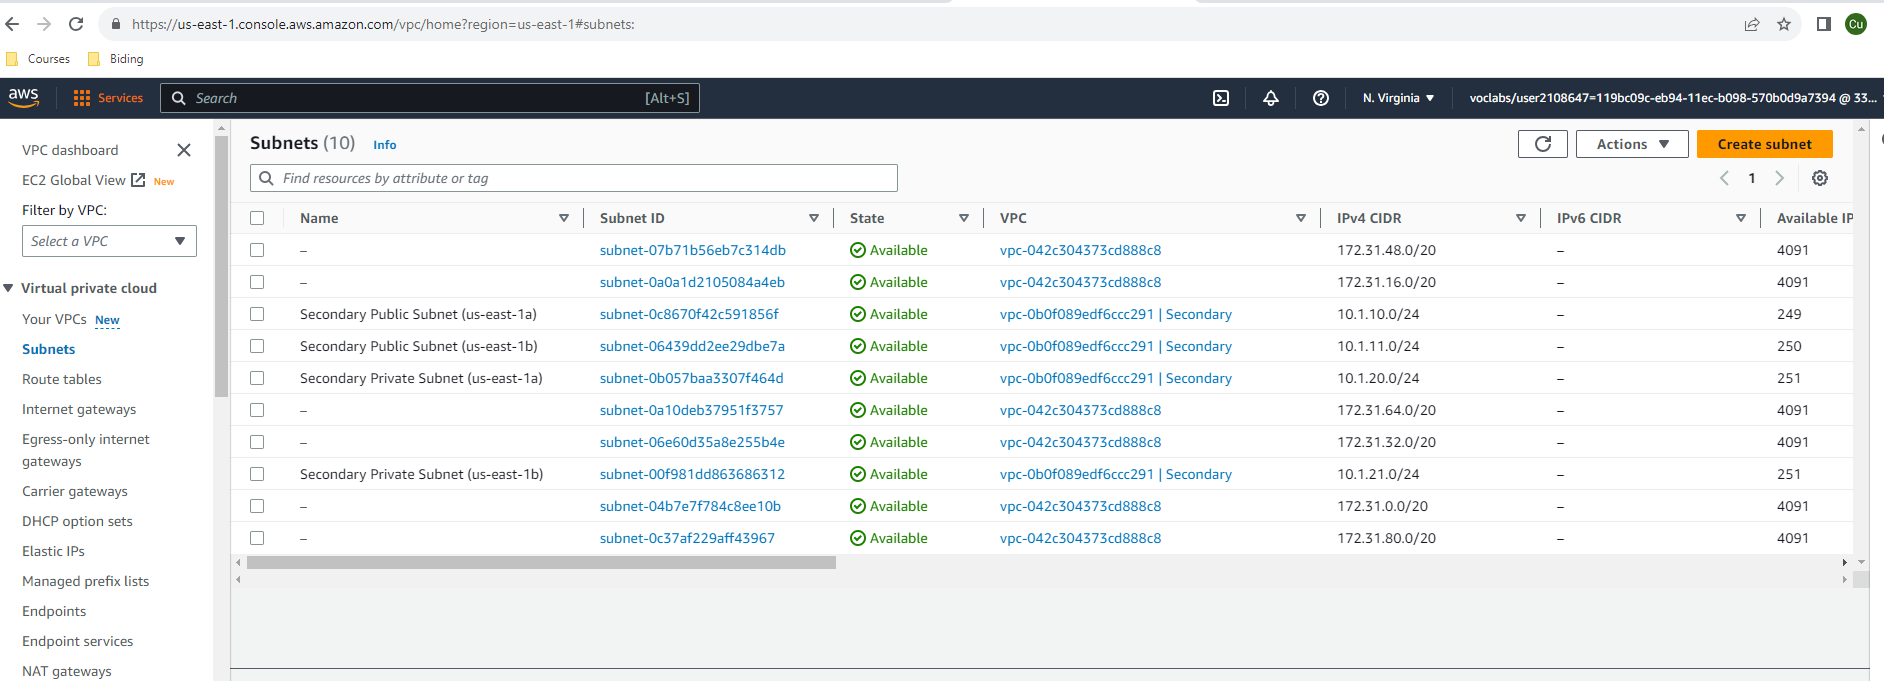 https://us-east-1.console.aws.amazon.com/vpc/home?region=us-east-1#subnets:
Cu
Courses
Biding
aws
Services
Search
[Alt+S]
N. Virginia
voclabs/user2108647=119bc09c-eb94-11ec-b098-570b0d9a7394 @ 33...
VPC dashboard
EC2 Global View New
Filter by VPC:
Select a VPC
Virtual private cloud
Your VPCs New
Subnets
Route tables
Internet gateways
Egress-only internet
gateways
Carrier gateways
DHCP option sets
Elastic IPs
Managed prefix lists
Endpoints
Endpoint services
NAT gateways
Subnets (10) Info
Actions
Create subnet
Find resources by attribute or tag
1
Name Subnet ID State VPC IPv4 CIDR IPv6 CIDR Available IP
– subnet-07b71b56eb7c314db Available vpc-042c304373cd888c8 172.31.48.0/20 – 4091
– subnet-0a0a1d2105084a4eb Available vpc-042c304373cd888c8 172.31.16.0/20 – 4091
Secondary Public Subnet (us-east-1a) subnet-0c8670f42c591856f Available vpc-0b0f089edf6ccc291 | Secondary 10.1.10.0/24 – 249
Secondary Public Subnet (us-east-1b) subnet-06439dd2ee29dbe7a Available vpc-0b0f089edf6ccc291 | Secondary 10.1.11.0/24 – 250
Secondary Private Subnet (us-east-1a) subnet-0b057baa3307f464d Available vpc-0b0f089edf6ccc291 | Secondary 10.1.20.0/24 – 251
– subnet-0a10deb37951f3757 Available vpc-042c304373cd888c8 172.31.64.0/20 – 4091
– subnet-06e60d35a8e255b4e Available vpc-042c304373cd888c8 172.31.32.0/20 – 4091
Secondary Private Subnet (us-east-1b) subnet-00f981dd863686312 Available vpc-0b0f089edf6ccc291 | Secondary 10.1.21.0/24 – 251
– subnet-04b7e7f784c8ee10b Available vpc-042c304373cd888c8 172.31.0.0/20 – 4091
– subnet-0c37af229aff43967 Available vpc-042c304373cd888c8 172.31.80.0/20 – 4091